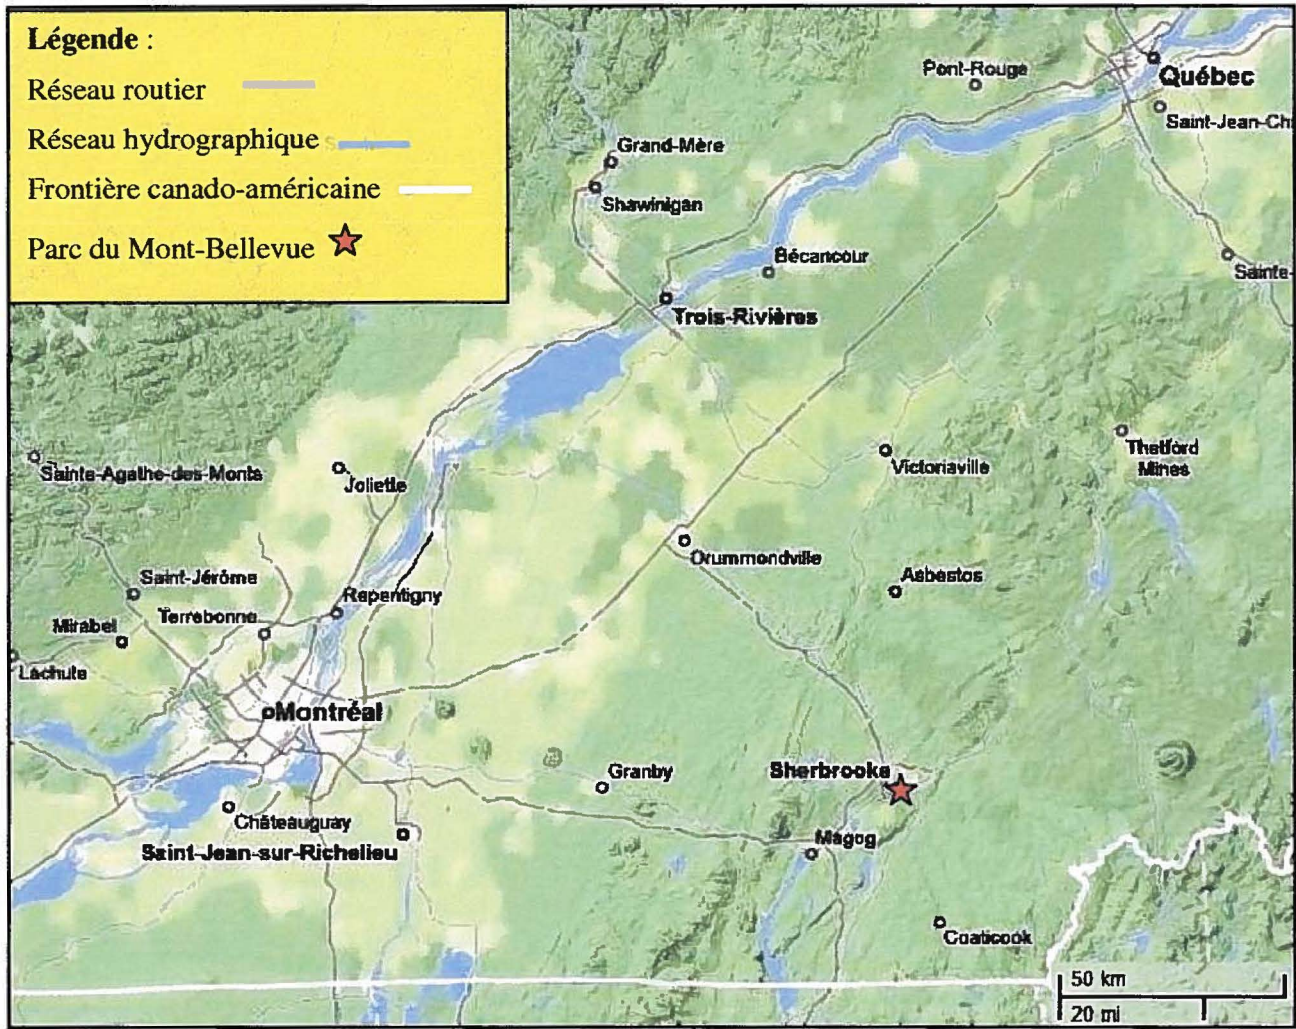 Légende :
Réseau routier
Réseau hydrographique
Frontière canado-américaine
Parc du Mont-Bellevue
Pont-Rouge
Québec
Saint-Jean-Ch
Grand-Mère
Shawinigan
Bécancour
Sainte-
Trois-Rivières
Sainte-Agathe-des-Monts
Joliette
Victoriaville
Thetford
Mines
Drummondville
Asbestos
Saint-Jérôme
Terrebonne
Repentigny
Mirabel
Lachute
Montréal
Granby
Sherbrooke
Châteauguay
Saint-Jean-sur-Richelieu
Magog
Coaticook
50 km
20 mi